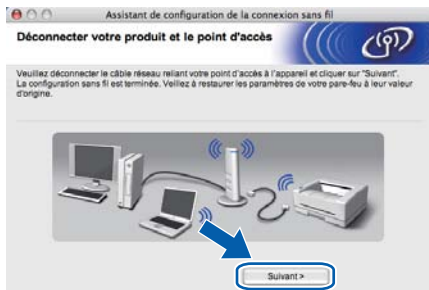 Assistant de configuration de la connexion sans fil
Déconnecter votre produit et le point d'accès
Veuillez déconnecter le câble réseau reliant votre point d'accès à l'appareil et cliquer sur "Suivant".
La configuration sans fil est terminée. Veillez à restaurer les paramètres de votre pare-feu à leur valeur
d'origine.
Suivant >